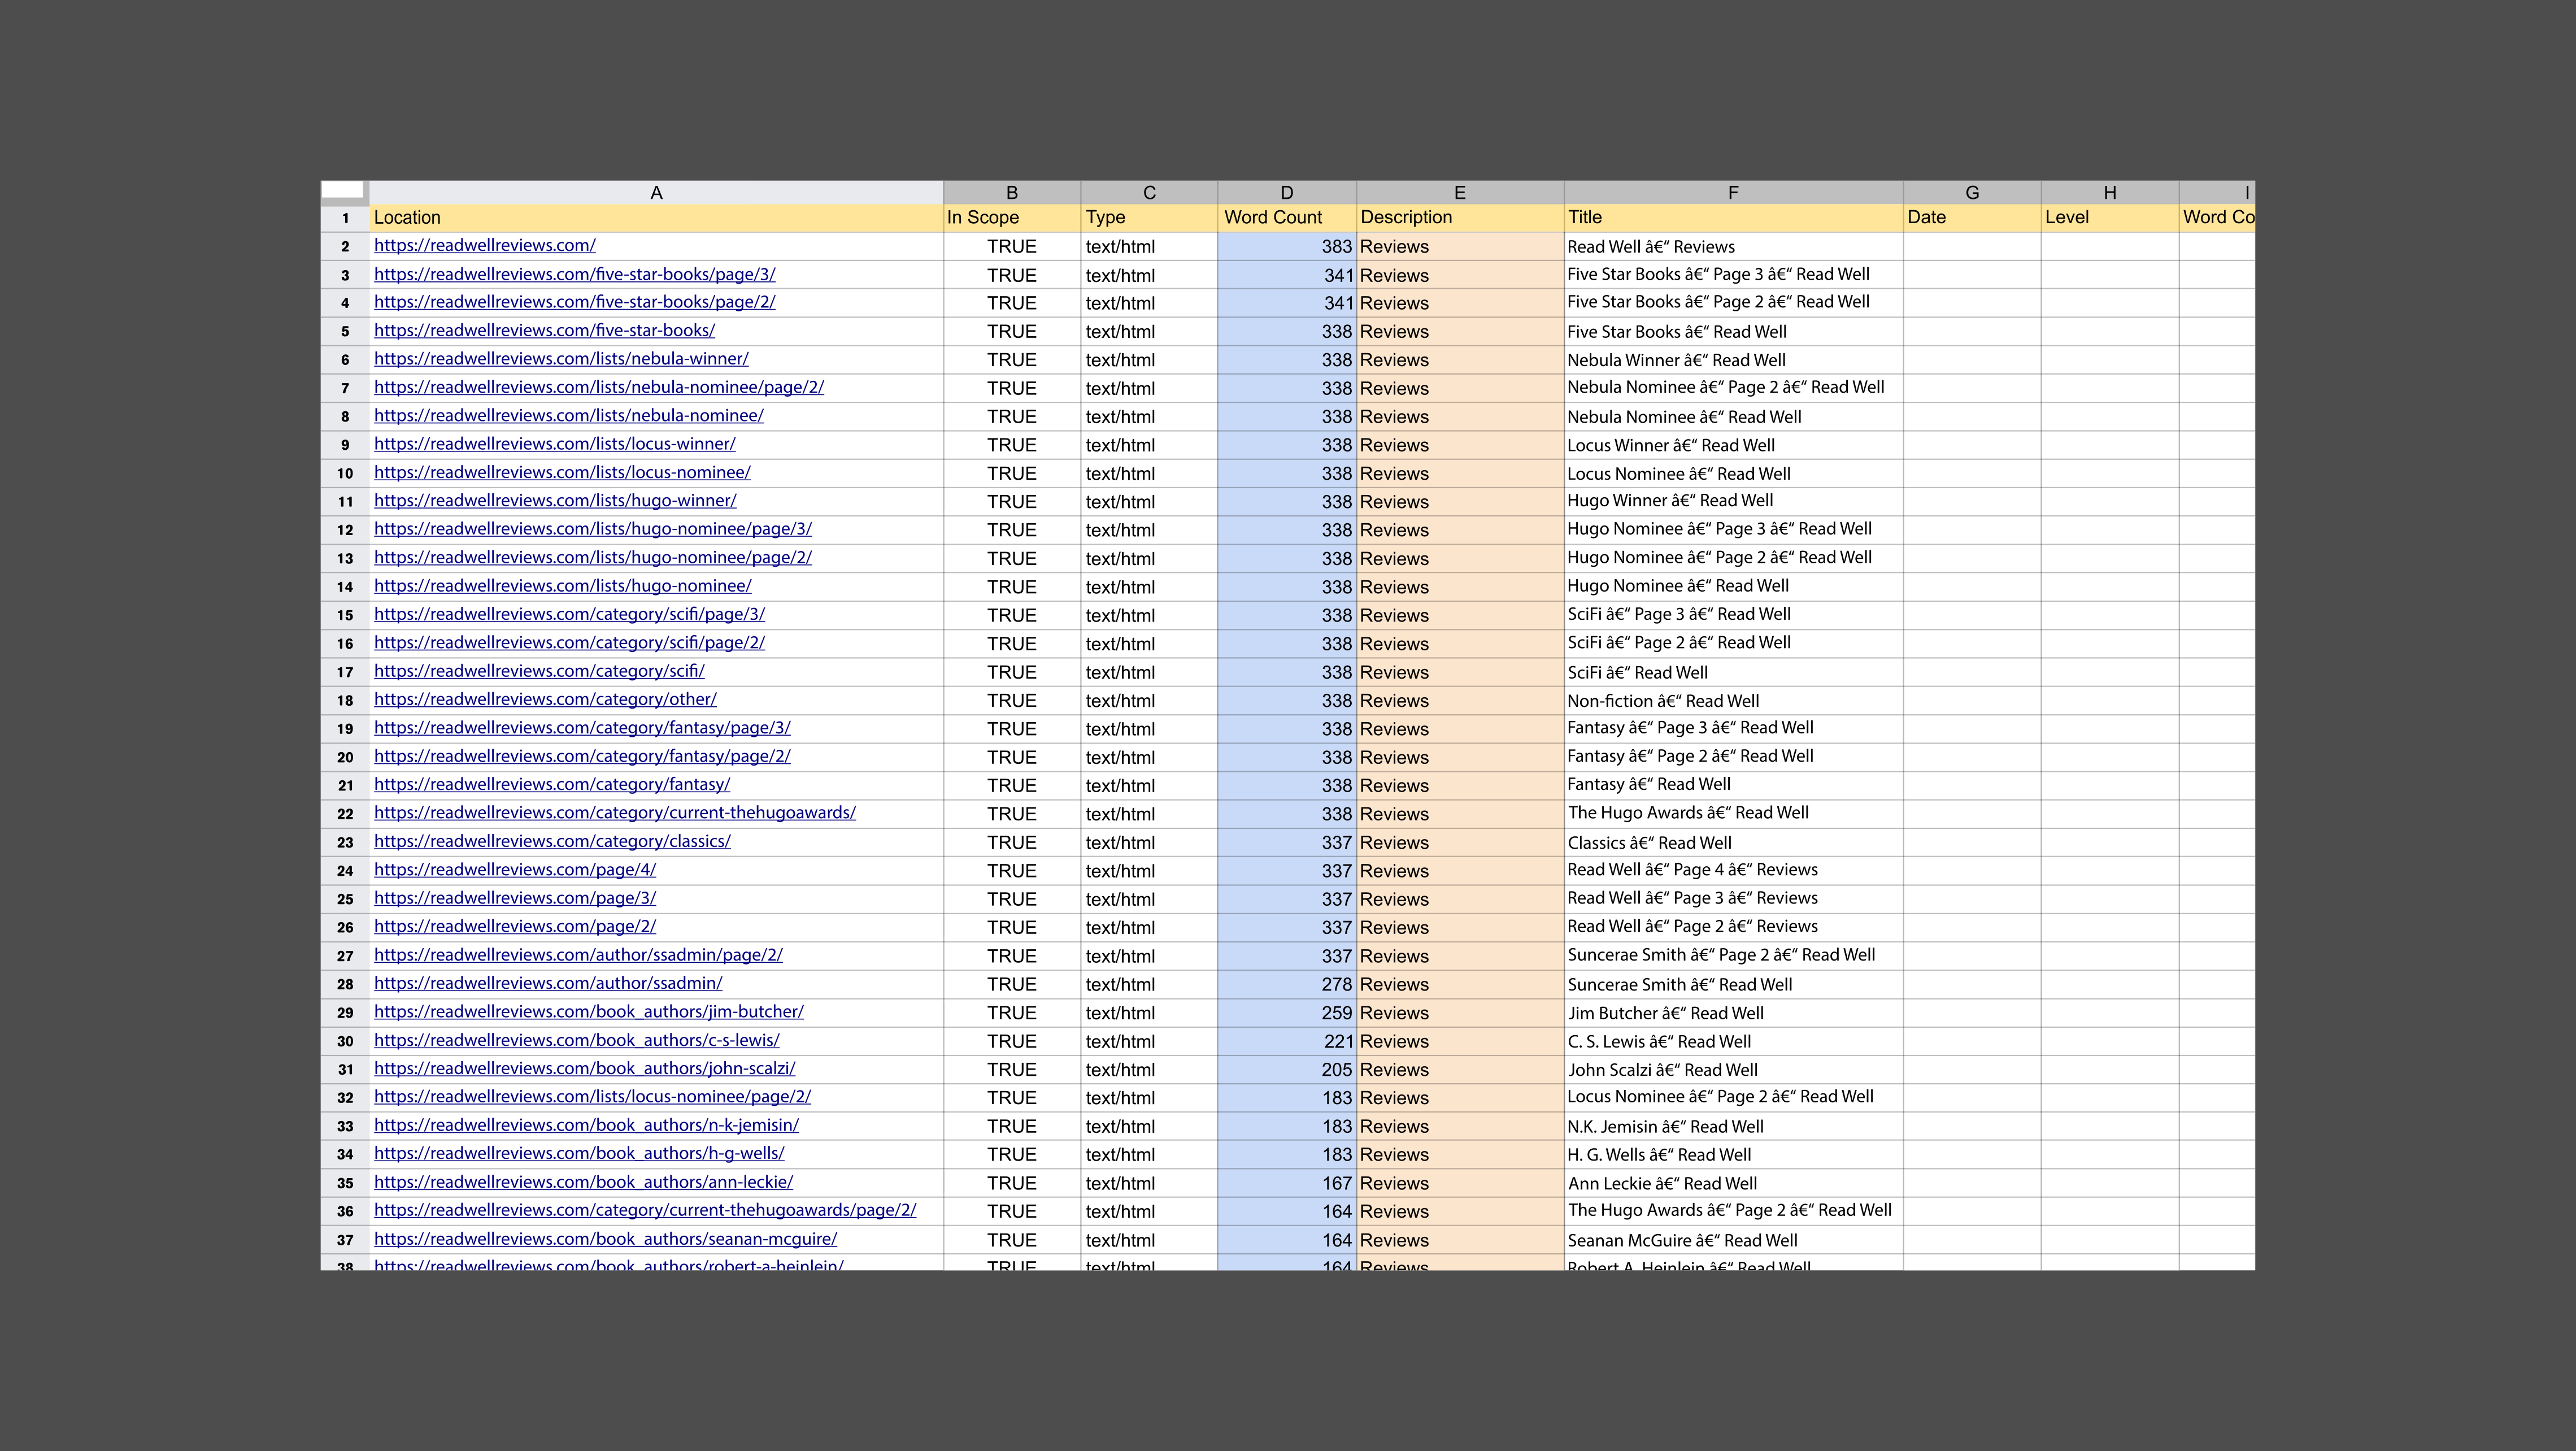 A B C D E F G H I
1 Location In Scope Type Word Count Description Title Date Level Word Co
2 https://readwellreviews.com/ TRUE text/html 383 Reviews Read Well â€“ Reviews
3 https://readwellreviews.com/five-star-books/page/3/ TRUE text/html 341 Reviews Five Star Books â€“ Page 3 â€“ Read Well
4 https://readwellreviews.com/five-star-books/page/2/ TRUE text/html 341 Reviews Five Star Books â€“ Page 2 â€“ Read Well
5 https://readwellreviews.com/five-star-books/ TRUE text/html 338 Reviews Five Star Books â€“ Read Well
6 https://readwellreviews.com/lists/nebula-winner/ TRUE text/html 338 Reviews Nebula Winner â€“ Read Well
7 https://readwellreviews.com/lists/nebula-nominee/page/2/ TRUE text/html 338 Reviews Nebula Nominee â€“ Page 2 â€“ Read Well
8 https://readwellreviews.com/lists/nebula-nominee/ TRUE text/html 338 Reviews Nebula Nominee â€“ Read Well
9 https://readwellreviews.com/lists/locus-winner/ TRUE text/html 338 Reviews Locus Winner â€“ Read Well
10 https://readwellreviews.com/lists/locus-nominee/ TRUE text/html 338 Reviews Locus Nominee â€“ Read Well
11 https://readwellreviews.com/lists/hugo-winner/ TRUE text/html 338 Reviews Hugo Winner â€“ Read Well
12 https://readwellreviews.com/lists/hugo-nominee/page/3/ TRUE text/html 338 Reviews Hugo Nominee â€“ Page 3 â€“ Read Well
13 https://readwellreviews.com/lists/hugo-nominee/page/2/ TRUE text/html 338 Reviews Hugo Nominee â€“ Page 2 â€“ Read Well
14 https://readwellreviews.com/lists/hugo-nominee/ TRUE text/html 338 Reviews Hugo Nominee â€“ Read Well
15 https://readwellreviews.com/category/scifi/page/3/ TRUE text/html 338 Reviews SciFi â€“ Page 3 â€“ Read Well
16 https://readwellreviews.com/category/scifi/page/2/ TRUE text/html 338 Reviews SciFi â€“ Page 2 â€“ Read Well
17 https://readwellreviews.com/category/scifi/ TRUE text/html 338 Reviews SciFi â€“ Read Well
18 https://readwellreviews.com/category/other/ TRUE text/html 338 Reviews Non-fiction â€“ Read Well
19 https://readwellreviews.com/category/fantasy/page/3/ TRUE text/html 338 Reviews Fantasy â€“ Page 3 â€“ Read Well
20 https://readwellreviews.com/category/fantasy/page/2/ TRUE text/html 338 Reviews Fantasy â€“ Page 2 â€“ Read Well
21 https://readwellreviews.com/category/fantasy/ TRUE text/html 338 Reviews Fantasy â€“ Read Well
22 https://readwellreviews.com/category/current-thehugoawards/ TRUE text/html 338 Reviews The Hugo Awards â€“ Read Well
23 https://readwellreviews.com/category/classics/ TRUE text/html 337 Reviews Classics â€“ Read Well
24 https://readwellreviews.com/page/4/ TRUE text/html 337 Reviews Read Well â€“ Page 4 â€“ Reviews
25 https://readwellreviews.com/page/3/ TRUE text/html 337 Reviews Read Well â€“ Page 3 â€“ Reviews
26 https://readwellreviews.com/page/2/ TRUE text/html 337 Reviews Read Well â€“ Page 2 â€“ Reviews
27 https://readwellreviews.com/author/ssadmin/page/2/ TRUE text/html 337 Reviews Suncerae Smith â€“ Page 2 â€“ Read Well
28 https://readwellreviews.com/author/ssadmin/ TRUE text/html 278 Reviews Suncerae Smith â€“ Read Well
29 https://readwellreviews.com/book_authors/jim-butcher/ TRUE text/html 259 Reviews Jim Butcher â€“ Read Well
30 https://readwellreviews.com/book_authors/c-s-lewis/ TRUE text/html 221 Reviews C. S. Lewis â€“ Read Well
31 https://readwellreviews.com/book_authors/john-scalzi/ TRUE text/html 205 Reviews John Scalzi â€“ Read Well
32 https://readwellreviews.com/lists/locus-nominee/page/2/ TRUE text/html 183 Reviews Locus Nominee â€“ Page 2 â€“ Read Well
33 https://readwellreviews.com/book_authors/n-k-jemisin/ TRUE text/html 183 Reviews N.K. Jemisin â€“ Read Well
34 https://readwellreviews.com/book_authors/h-g-wells/ TRUE text/html 183 Reviews H. G. Wells â€“ Read Well
35 https://readwellreviews.com/book_authors/ann-leckie/ TRUE text/html 167 Reviews Ann Leckie â€“ Read Well
36 https://readwellreviews.com/category/current-thehugoawards/page/2/ TRUE text/html 164 Reviews The Hugo Awards â€“ Page 2 â€“ Read Well
37 https://readwellreviews.com/book_authors/seanan-mcguire/ TRUE text/html 164 Reviews Seanan McGuire â€“ Read Well
38 https://readwellreviews.com/book_authors/robert-a-heinlein/ TRUE text/html 164 Reviews Robert A. Heinlein â€“ Read Well